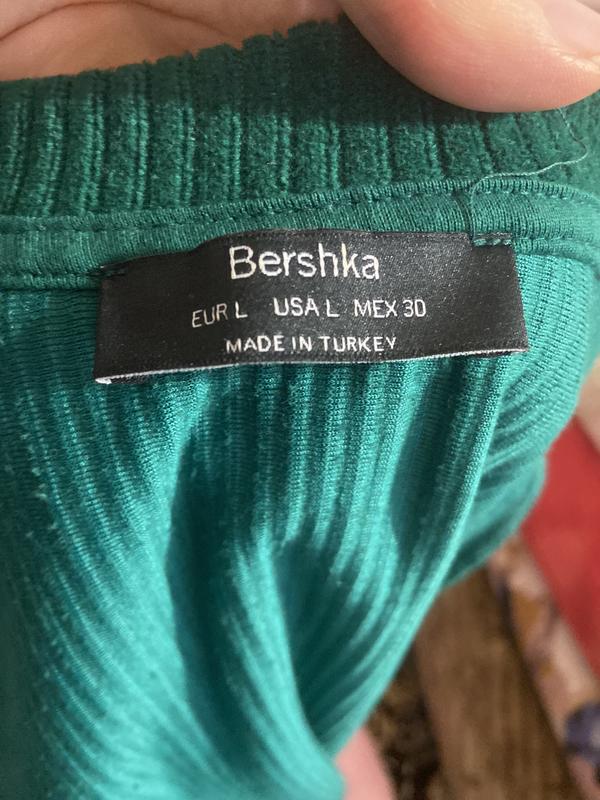 Bershka
EUR L USA L MEX 30
MADE IN TURKEY